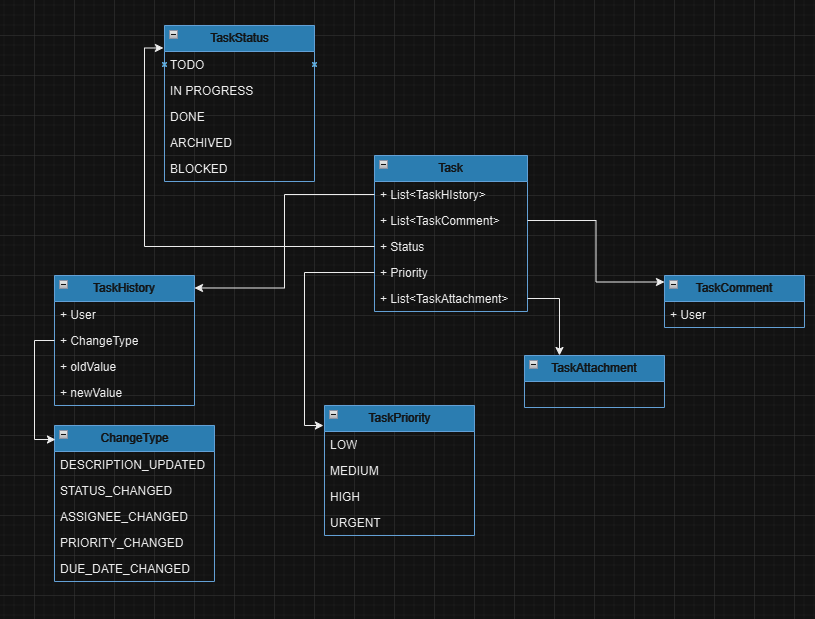 TaskStatus
TODO
IN PROGRESS
DONE
ARCHIVED
BLOCKED
Task
+ List<TaskHIstory>
+ List<TaskComment>
+ Status
+ Priority
+ List<TaskAttachment>
TaskHistory
+ User
+ ChangeType
+ oldValue
+ newValue
TaskComment
+ User
TaskAttachment
TaskPriority
LOW
MEDIUM
HIGH
URGENT
ChangeType
DESCRIPTION_UPDATED
STATUS_CHANGED
ASSIGNEE_CHANGED
PRIORITY_CHANGED
DUE_DATE_CHANGED